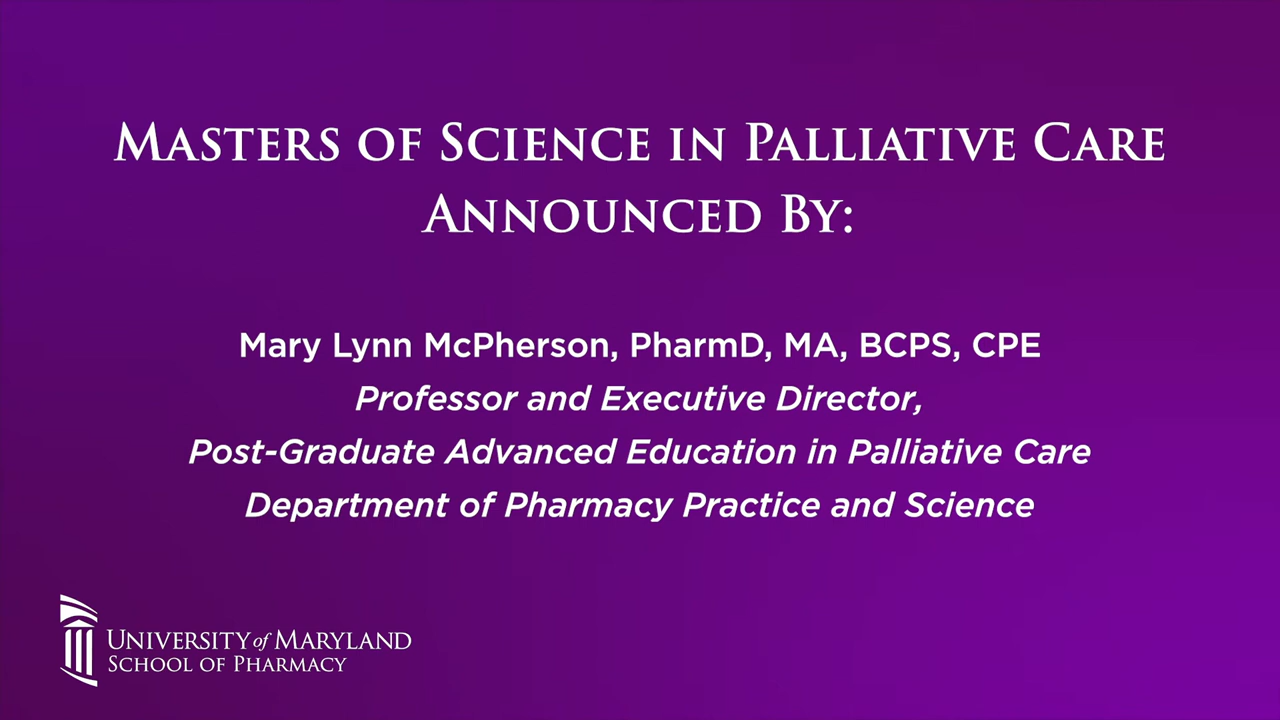 Masters of Science in Palliative Care
Announced By:
Mary Lynn McPherson, PharmD, MA, BCPS, CPE
Professor and Executive Director,
Post-Graduate Advanced Education in Palliative Care
Department of Pharmacy Practice and Science
University of Maryland
School of Pharmacy